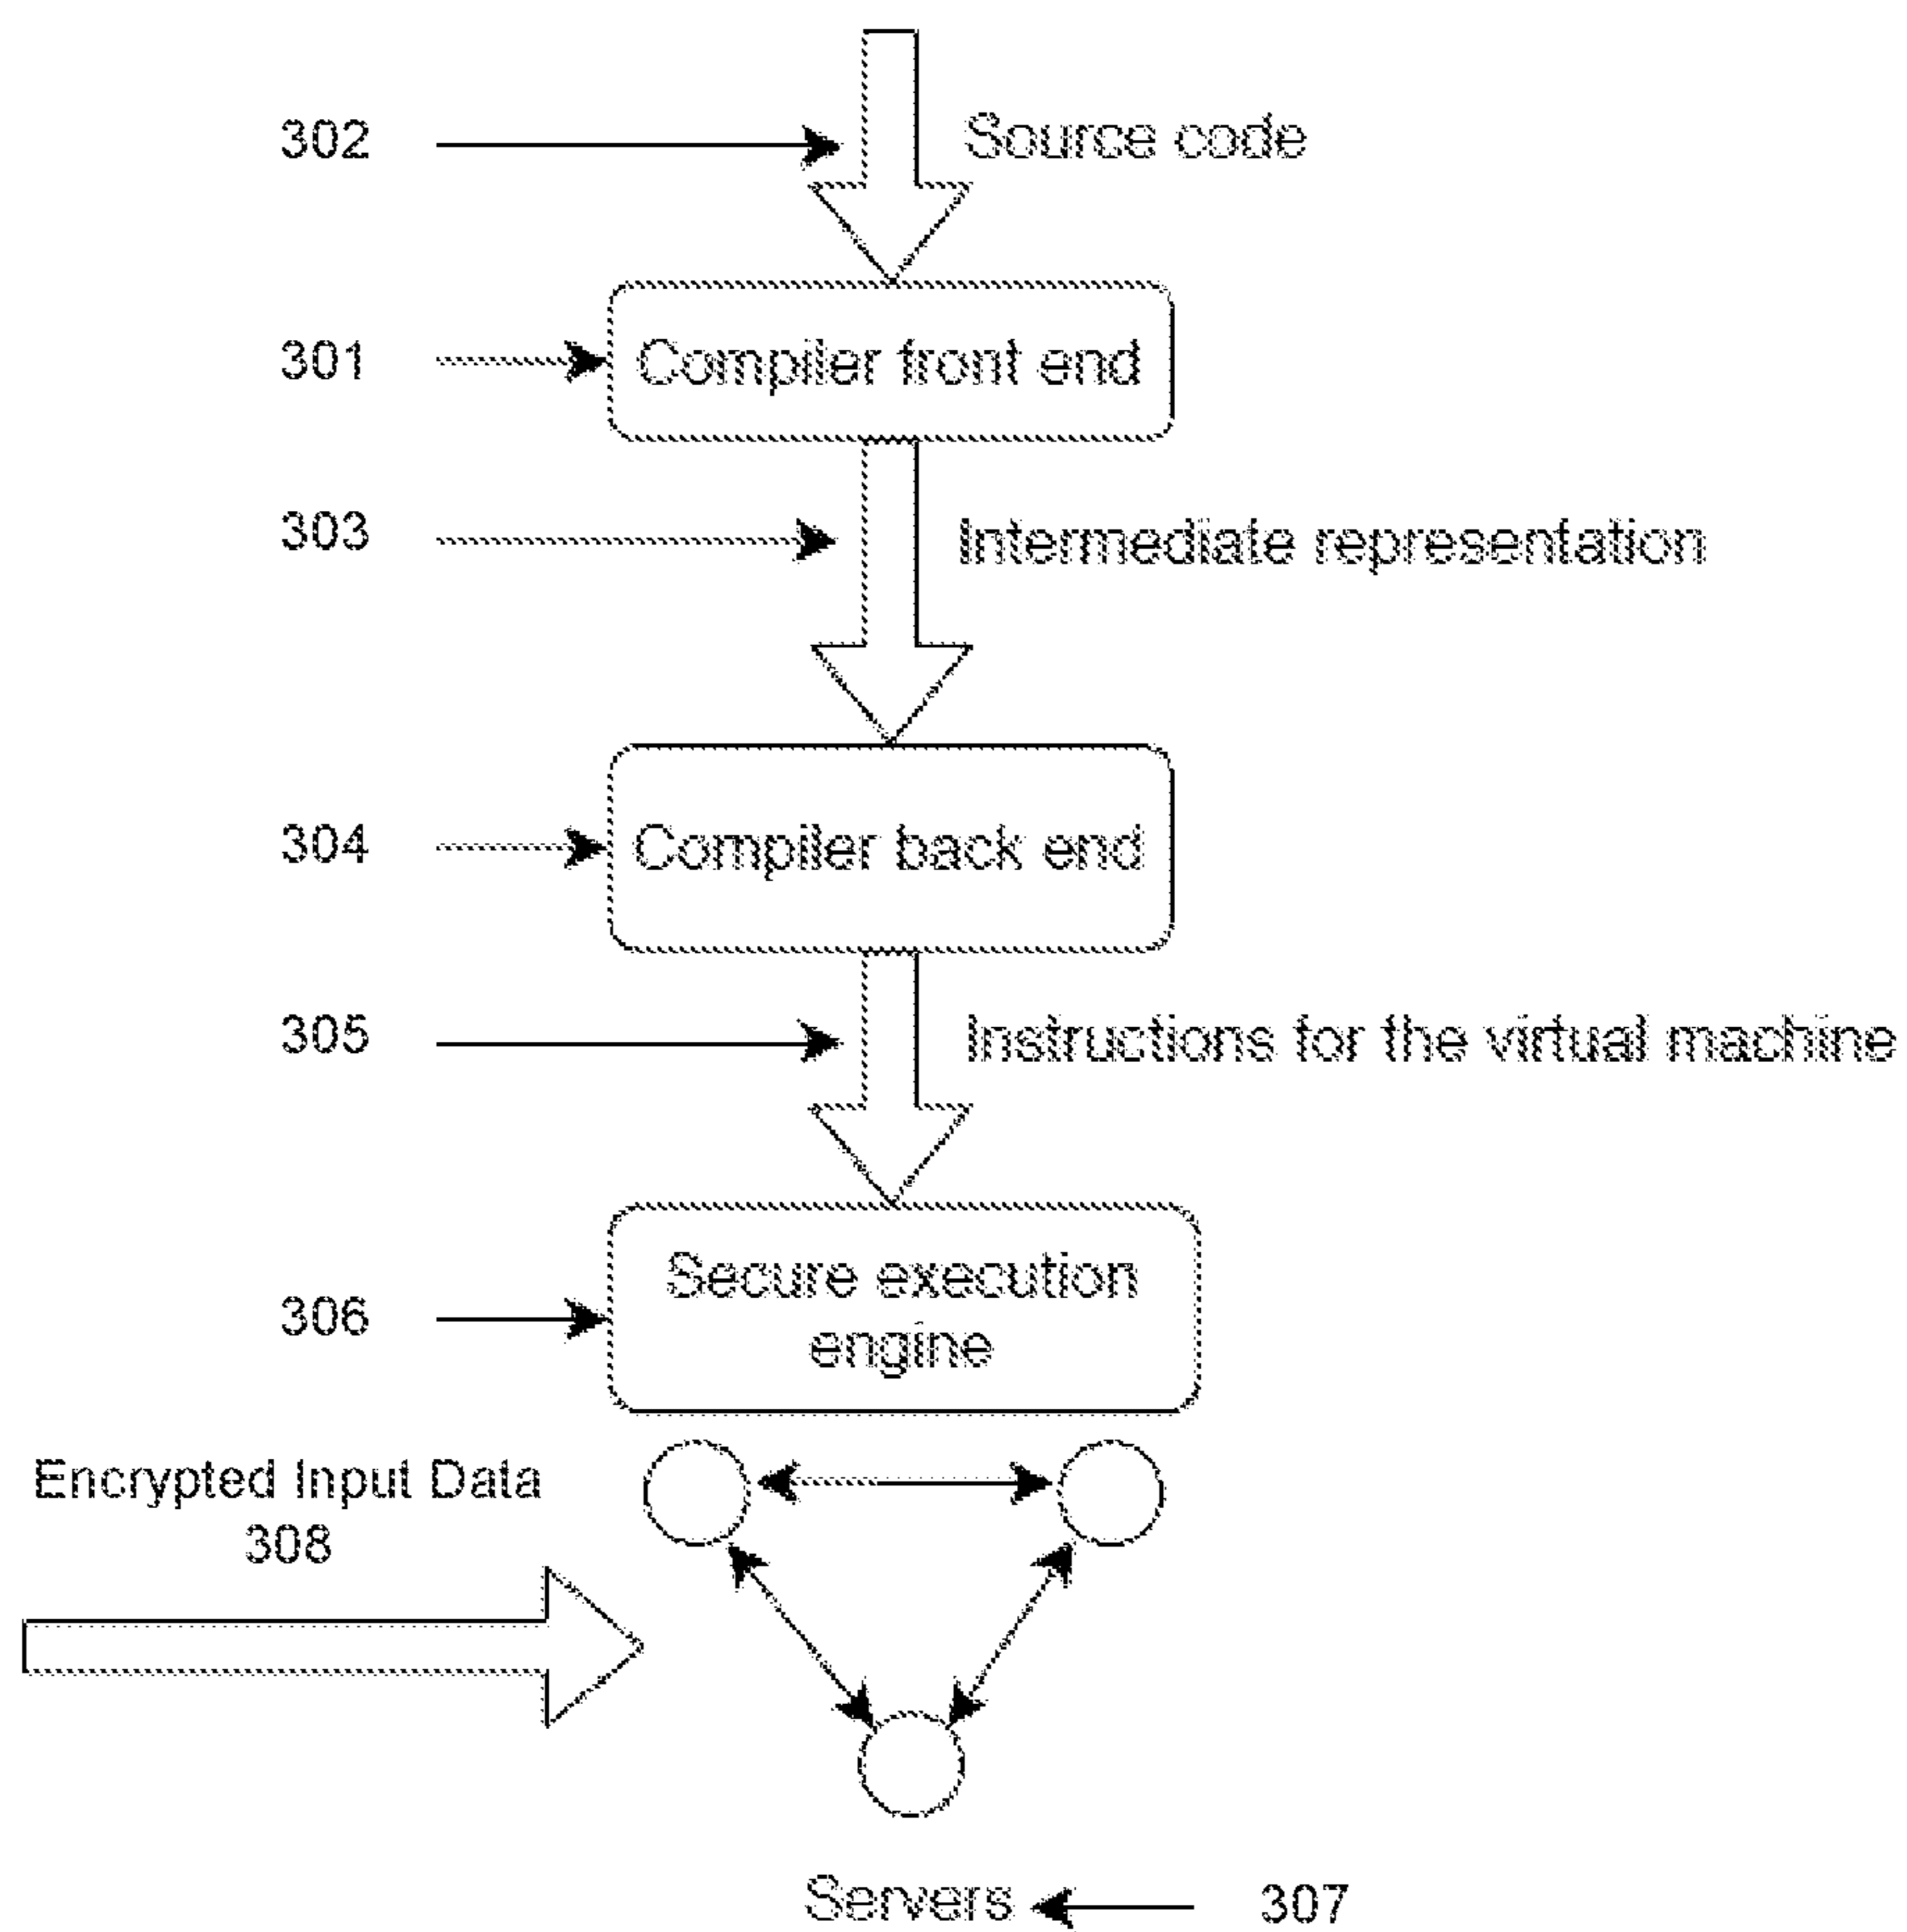 302
Source code
301
Compiler front end
303
Intermediate representation
304
Compiler back end
305
Instructions for the virtual machine
306
Secure execution
engine
Encrypted Input Data
308
Servers
307